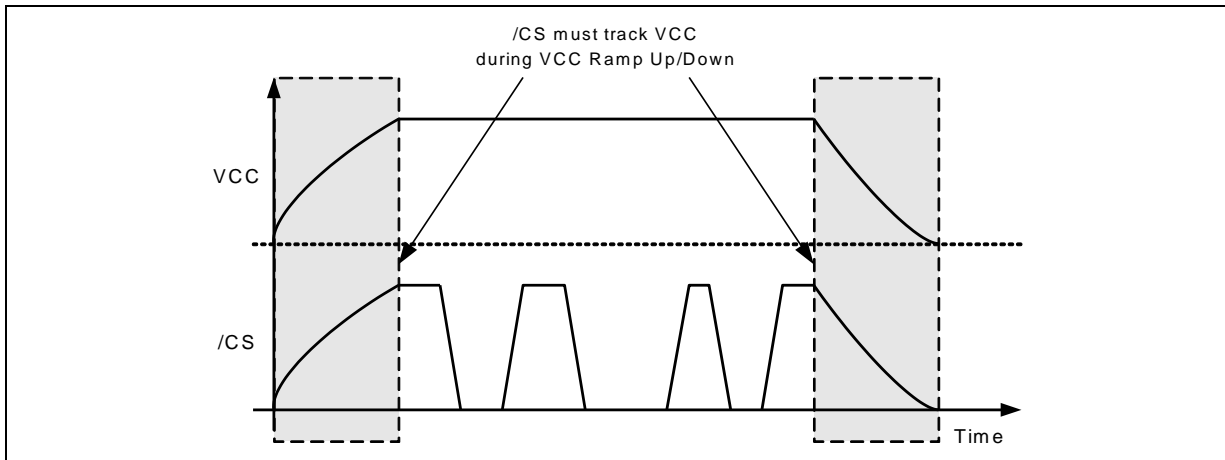 /CS must track VCC
during VCC Ramp Up/Down
VCC
/CS
Time